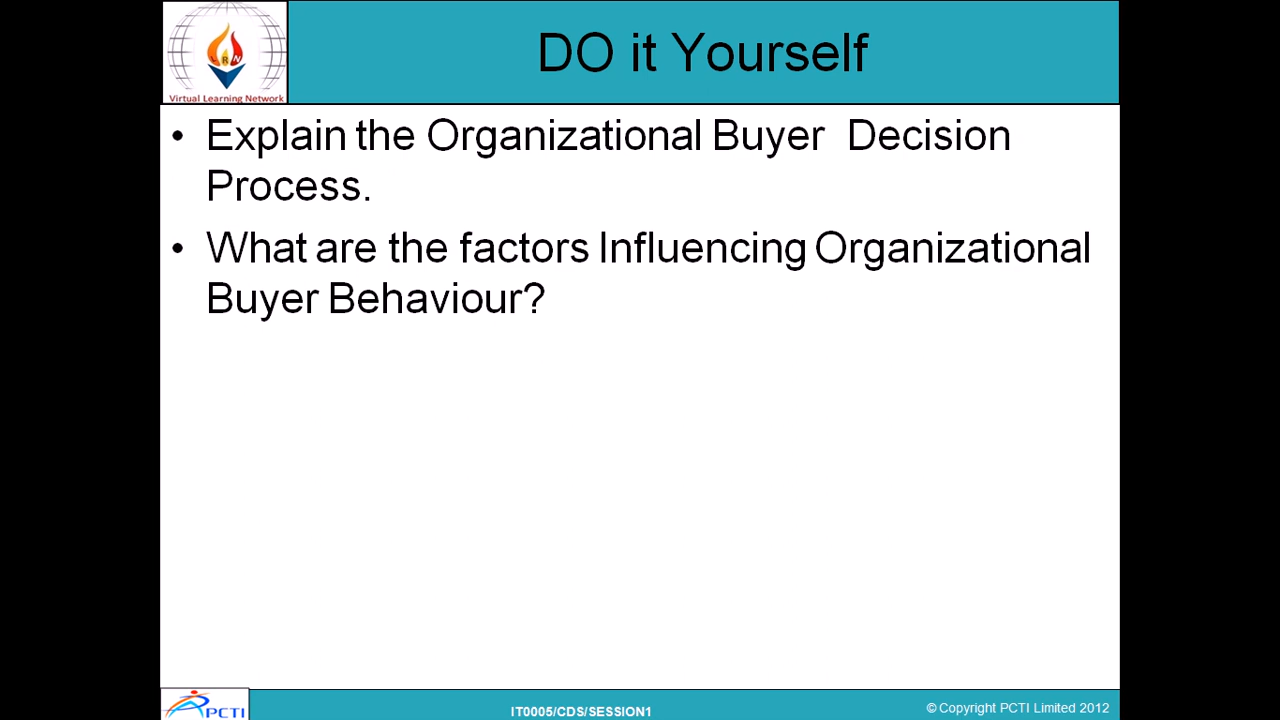 DO it Yourself
LRN
Virtual Learning Network
• Explain the Organizational Buyer  Decision
Process.
• What are the factors Influencing Organizational
Buyer Behaviour?
PCTI
IT0005/CDS/SESSION1
© Copyright PCTI Limited 2012